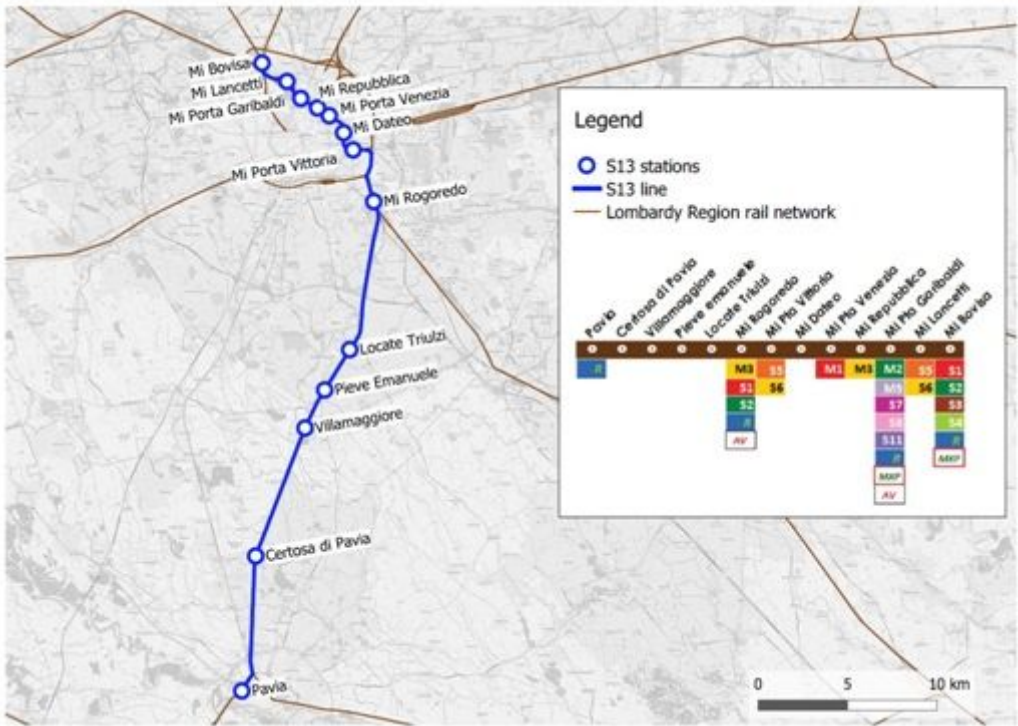 Mi Bovisa
Mi Lancetti
Mi Repubblica
Mi Porta Garibaldi
Mi Porta Venezia
Mi Dateo
Mi Porta Vittoria
Mi Rogoredo
Locate Triulzi
Pieve Emanuele
Villamaggiore
Certosa di Pavia
Pavia
Legend
S13 stations
S13 line
Lombardy Region rail network
Pavia
Certosa di Pavia
Villamaggiore
Pieve emanuele
Locate Triulzi
Mi Rogoredo
Mi Pta Vittoria
Mi Dateo
Mi Pta Venezia
Mi Repubblica
Mi Pta Garibaldi
Mi Lancetti
Mi Bovisa
R M3 S5 M1 M3 M2 S5 S1
S1 S6 M5 S6 S2
S2 S7 S3
R S8 S4
AV S11 R
R MXP
MXP
AV
0 5 10 km